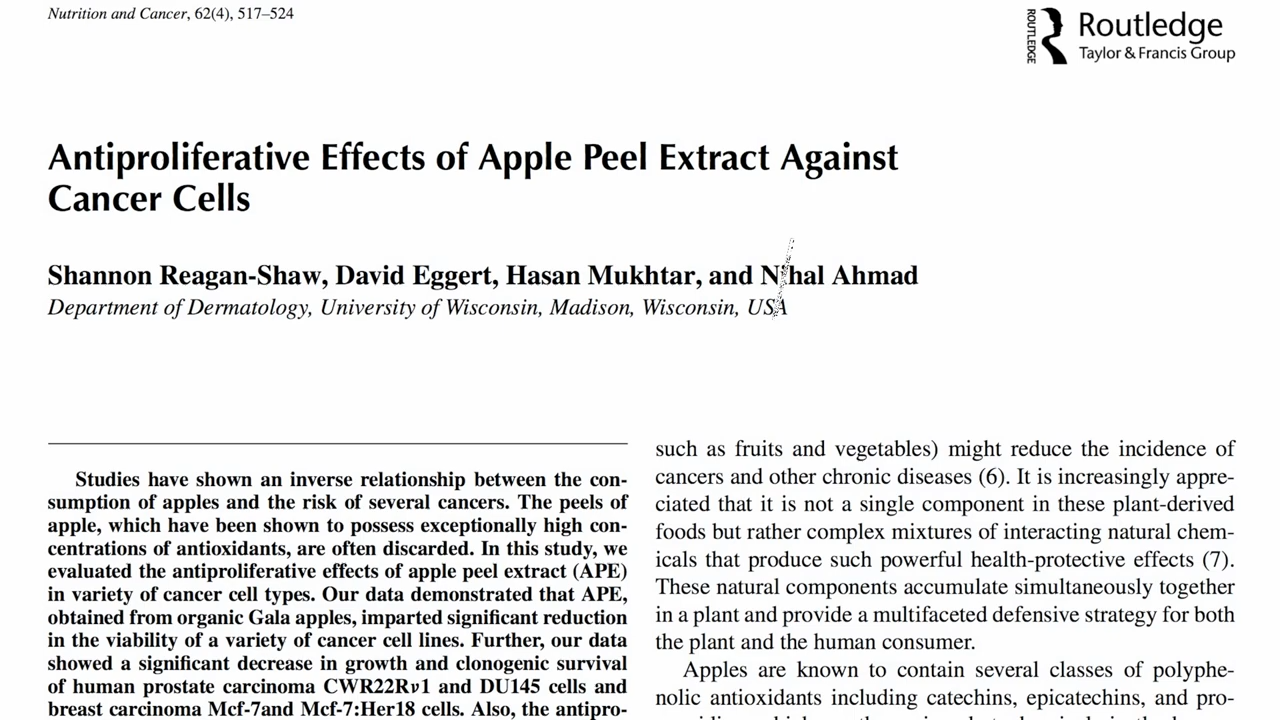 Nutrition and Cancer, 62(4), 517–524
ROUTLEDGE
Routledge
Taylor & Francis Group
Antiproliferative Effects of Apple Peel Extract Against
Cancer Cells
Shannon Reagan-Shaw, David Eggert, Hasan Mukhtar, and Nihal Ahmad
Department of Dermatology, University of Wisconsin, Madison, Wisconsin, USA
Studies have shown an inverse relationship between the con-
sumption of apples and the risk of several cancers. The peels of
apple, which have been shown to possess exceptionally high con-
centrations of antioxidants, are often discarded. In this study, we
evaluated the antiproliferative effects of apple peel extract (APE)
in variety of cancer cell types. Our data demonstrated that APE,
obtained from organic Gala apples, imparted significant reduction
in the viability of a variety of cancer cell lines. Further, our data
showed a significant decrease in growth and clonogenic survival
of human prostate carcinoma CWR22Rν1 and DU145 cells and
breast carcinoma Mcf-7and Mcf-7:Her18 cells. Also, the antipro-
such as fruits and vegetables) might reduce the incidence of
cancers and other chronic diseases (6). It is increasingly appre-
ciated that it is not a single component in these plant-derived
foods but rather complex mixtures of interacting natural chem-
icals that produce such powerful health-protective effects (7).
These natural components accumulate simultaneously together
in a plant and provide a multifaceted defensive strategy for both
the plant and the human consumer.
Apples are known to contain several classes of polyphe-
nolic antioxidants including catechins, epicatechins, and pro-